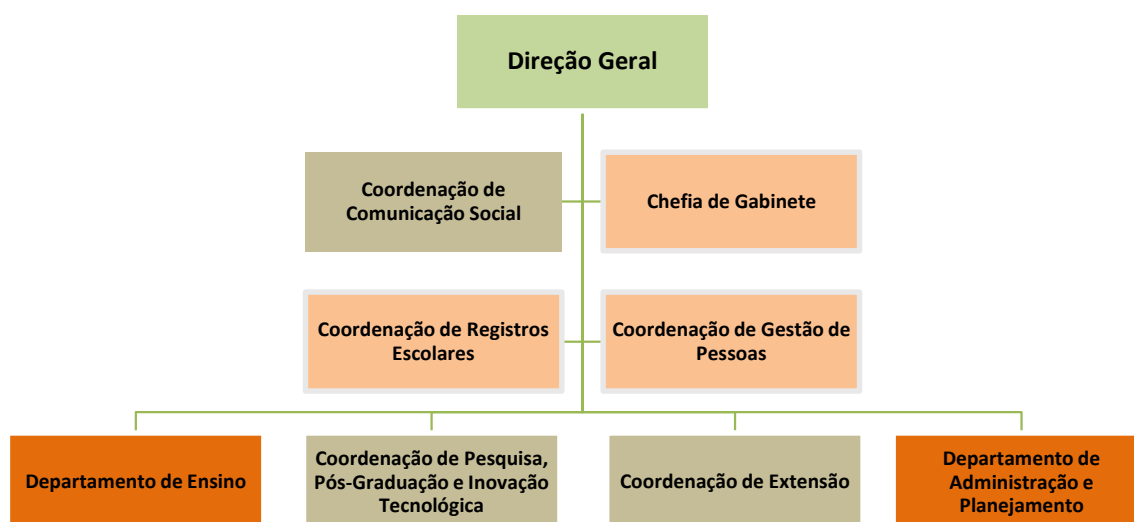 Direção Geral
Coordenação de
Comunicação Social
Chefia de Gabinete
Coordenação de Registros
Escolares
Coordenação de Gestão de
Pessoas
Departamento de Ensino
Coordenação de Pesquisa,
Pós-Graduação e Inovação
Tecnológica
Coordenação de Extensão
Departamento de
Administração e
Planejamento